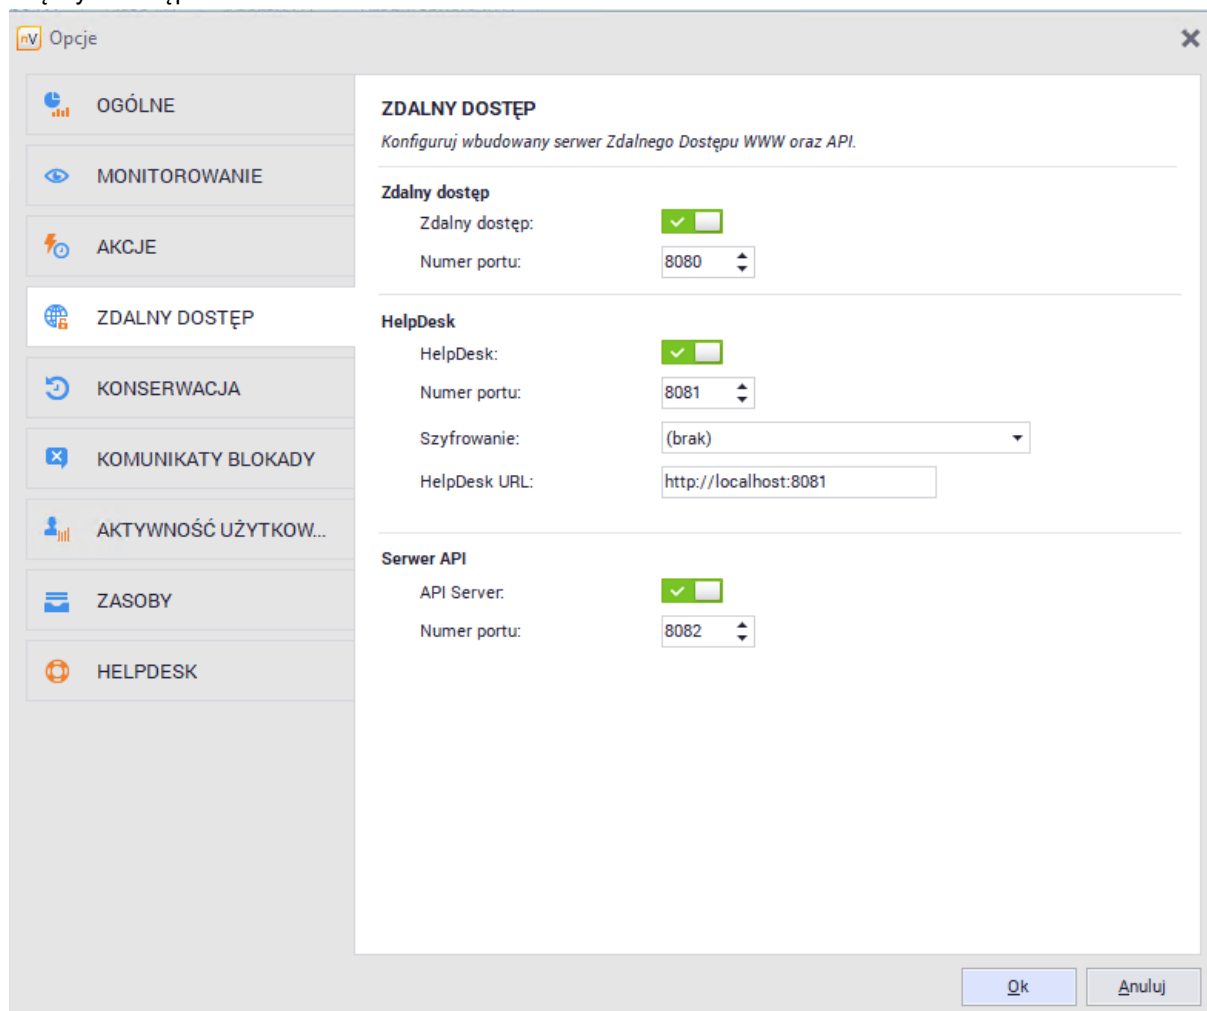 nV Opcje
OGÓLNE
MONITOROWANIE
AKCJE
ZDALNY DOSTĘP
KONSERWACJA
KOMUNIKATY BLOKADY
AKTYWNOŚĆ UŻYTKOW...
ZASOBY
HELPDESK
ZDALNY DOSTĘP
Konfiguruj wbudowany serwer Zdalnego Dostępu WWW oraz API.
Zdalny dostęp
Zdalny dostęp:
Numer portu: 8080
HelpDesk
HelpDesk:
Numer portu: 8081
Szyfrowanie: (brak)
HelpDesk URL: http://localhost:8081
Serwer API
API Server:
Numer portu: 8082
Ok Anuluj